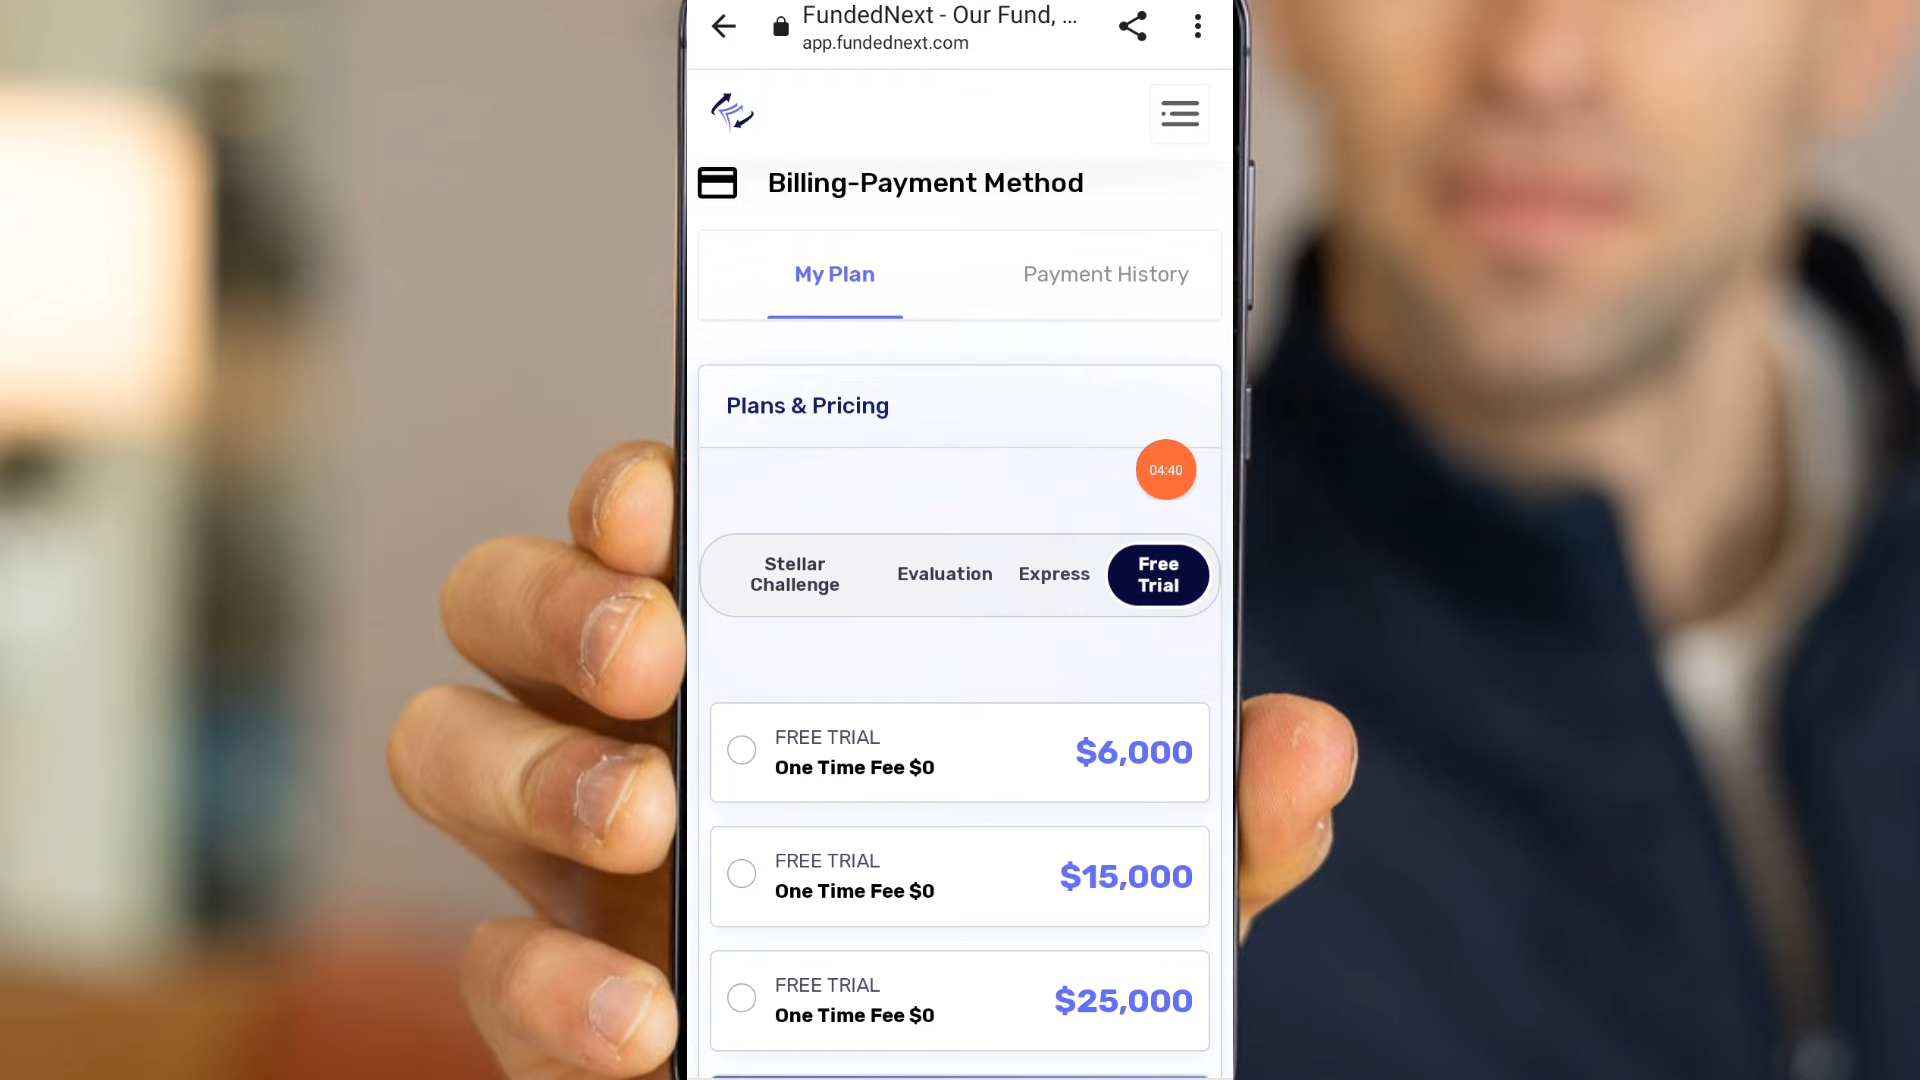 FundedNext - Our Fund, ...
app.fundednext.com
Billing-Payment Method
My Plan
Payment History
Plans & Pricing
04:40
Stellar
Challenge
Evaluation
Express
Free
Trial
FREE TRIAL
One Time Fee $0
$6,000
FREE TRIAL
One Time Fee $0
$15,000
FREE TRIAL
One Time Fee $0
$25,000